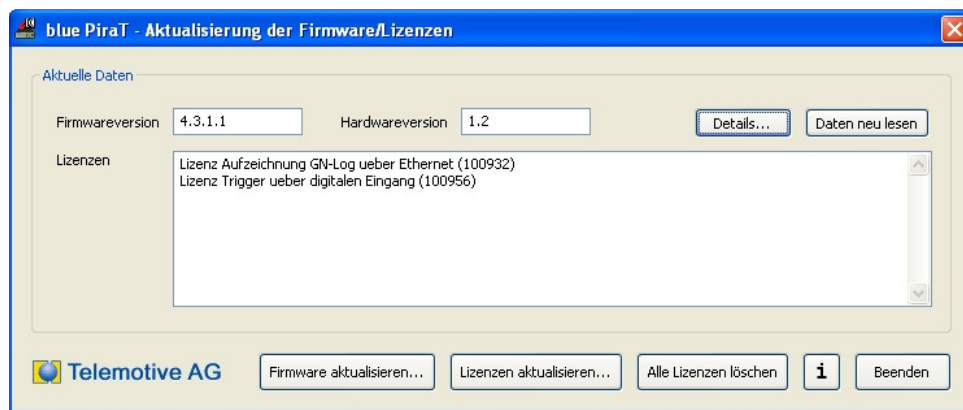 blue PiraT - Aktualisierung der Firmware/Lizenzen
Aktuelle Daten
Firmwareversion 4.3.1.1 Hardwareversion 1.2 Details... Daten neu lesen
Lizenzen
Lizenz Aufzeichnung GN-Log ueber Ethernet (100932)
Lizenz Trigger ueber digitalen Eingang (100956)
Telemotive AG Firmware aktualisieren... Lizenzen aktualisieren... Alle Lizenzen löschen i Beenden